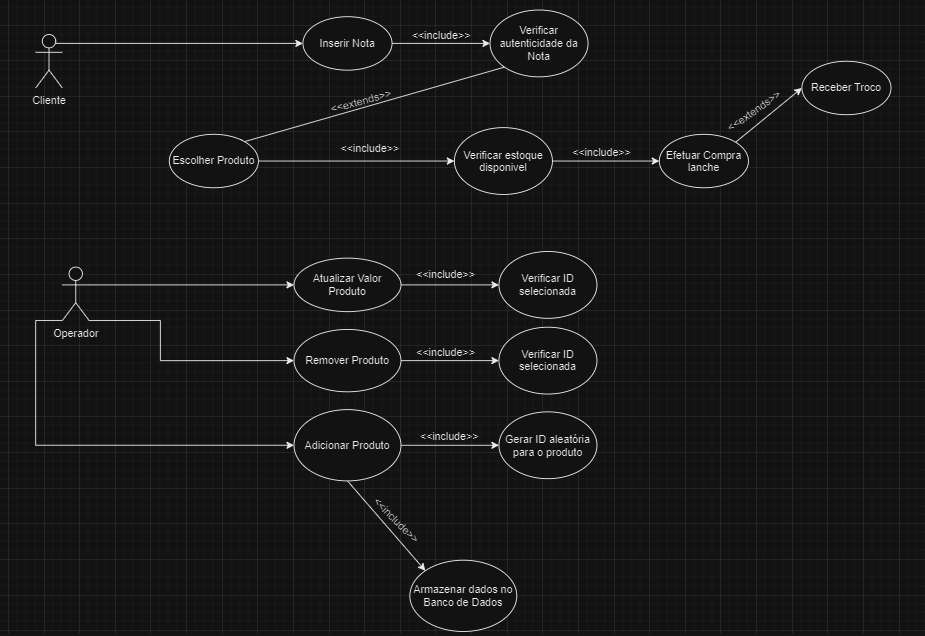 Cliente
Inserir Nota
<<include>>
Verificar
autenticidade da
Nota
<<extends>>
Escolher Produto
<<include>>
Verificar estoque
disponível
<<include>>
Efetuar Compra
lanche
<<extends>>
Receber Troco
Operador
Atualizar Valor
Produto
<<include>>
Verificar ID
selecionada
Remover Produto
<<include>>
Verificar ID
selecionada
Adicionar Produto
<<include>>
Gerar ID aleatória
para o produto
<<include>>
Armazenar dados no
Banco de Dados